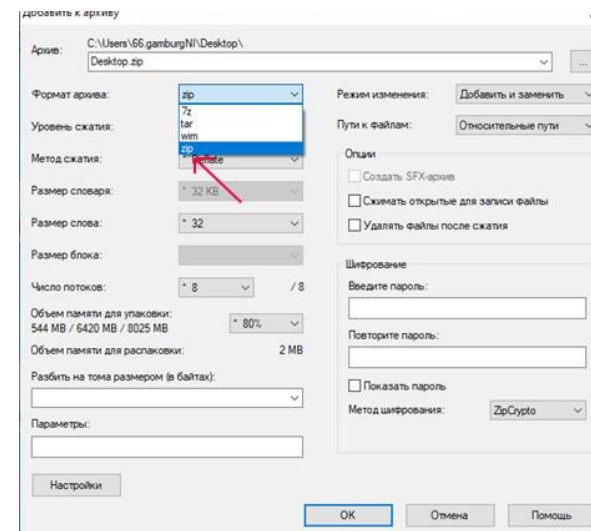 Добавить к архиву
Архив:
C:\Users\66.gamburgNI\Desktop\
Desktop.zip
...
Формат архива:
zip
7z
tar
wim
zip
Уровень сжатия:
Метод сжатия:
* Deflate
Размер словаря:
* 32 KB
Размер слова:
* 32
Размер блока:
Число потоков:
* 8
/ 8
Объем памяти для упаковки:
544 MB / 6420 MB / 8025 MB
* 80%
Объем памяти для распаковки:
2 MB
Разбить на тома размером (в байтах):
Параметры:
Настройки
Режим изменения:
Добавить и заменить
Пути к файлам:
Относительные пути
Опции
Создать SFX-архив
Сжимать открытые для записи файлы
Удалять файлы после сжатия
Шифрование
Введите пароль:
Повторите пароль:
Показать пароль
Метод шифрования:
ZipCrypto
OK
Отмена
Помощь